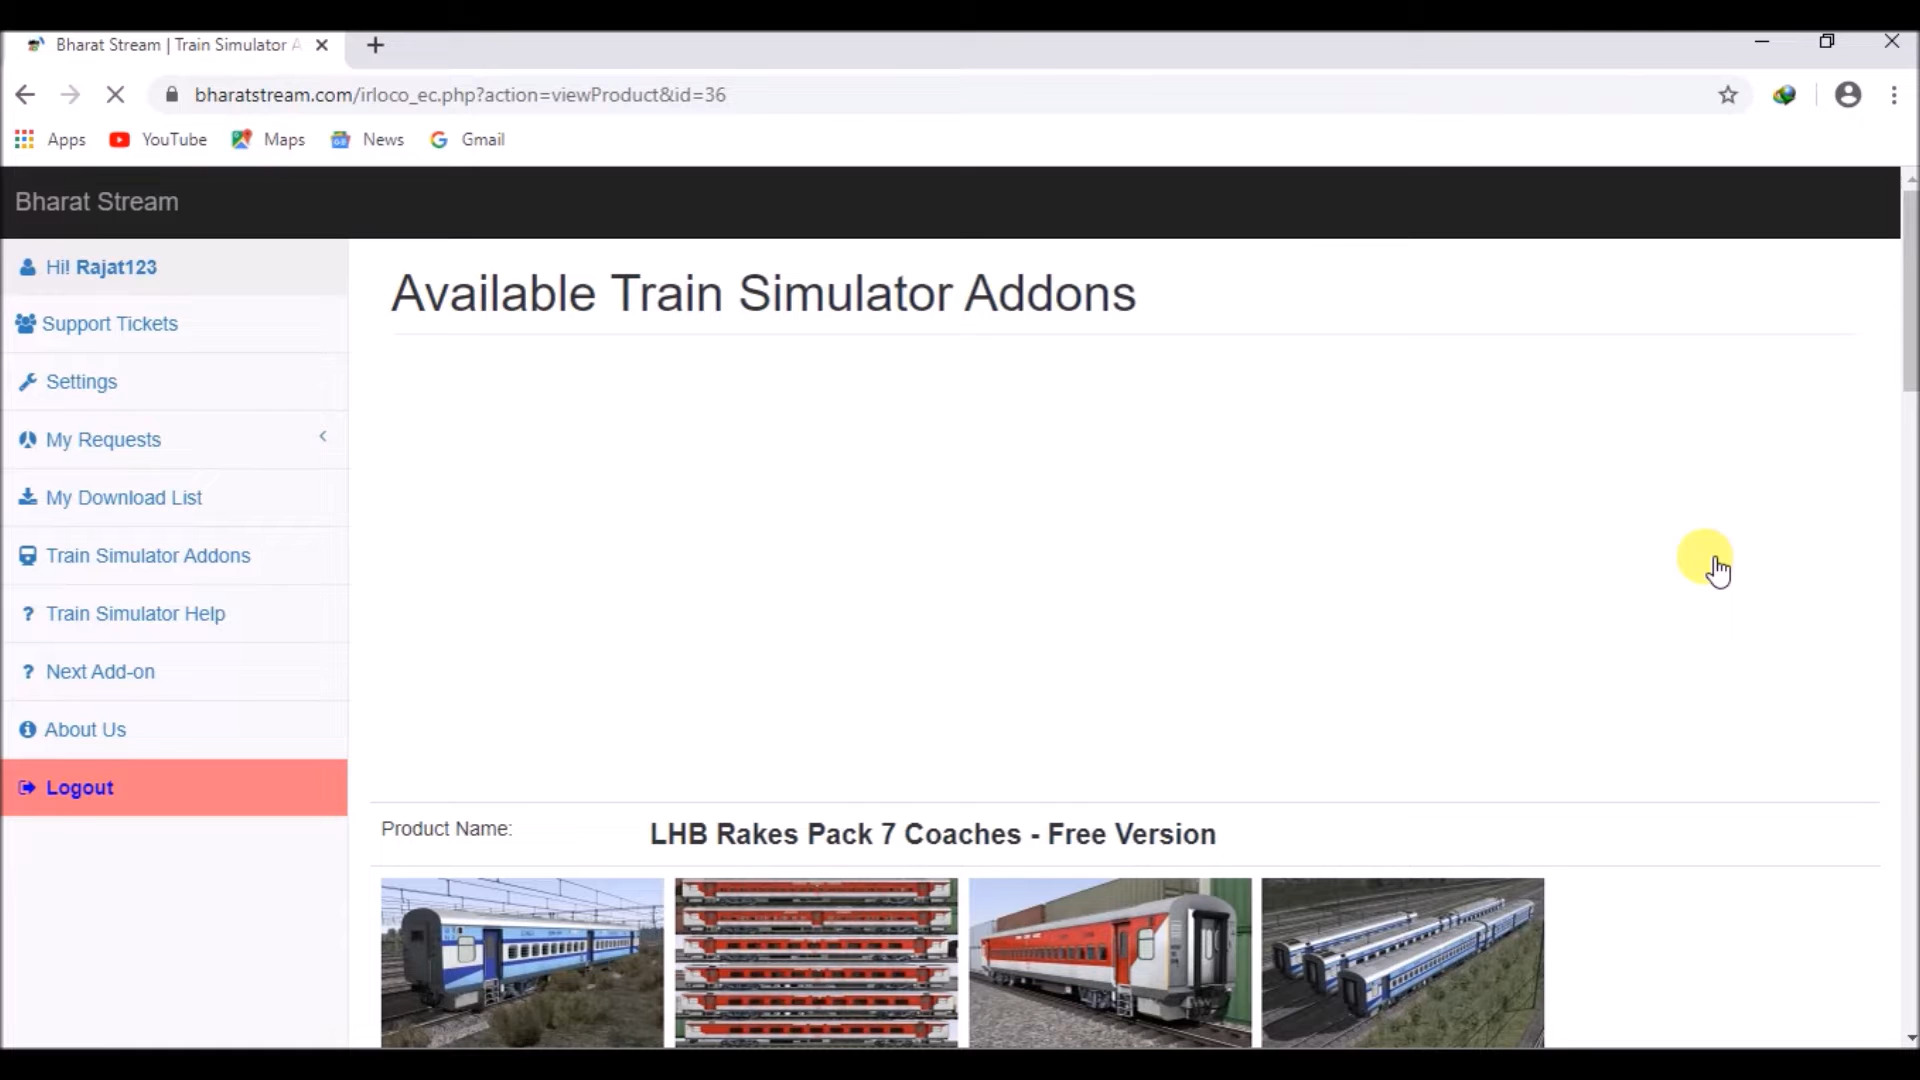 Bharat Stream | Train Simulator A
bharatstream.com/irloco_ec.php?action=viewProduct&id=36
Apps YouTube Maps News Gmail
Bharat Stream
Hi! Rajat123
Support Tickets
Settings
My Requests
My Download List
Train Simulator Addons
? Train Simulator Help
? Next Add-on
About Us
Logout
Available Train Simulator Addons
Product Name: LHB Rakes Pack 7 Coaches - Free Version